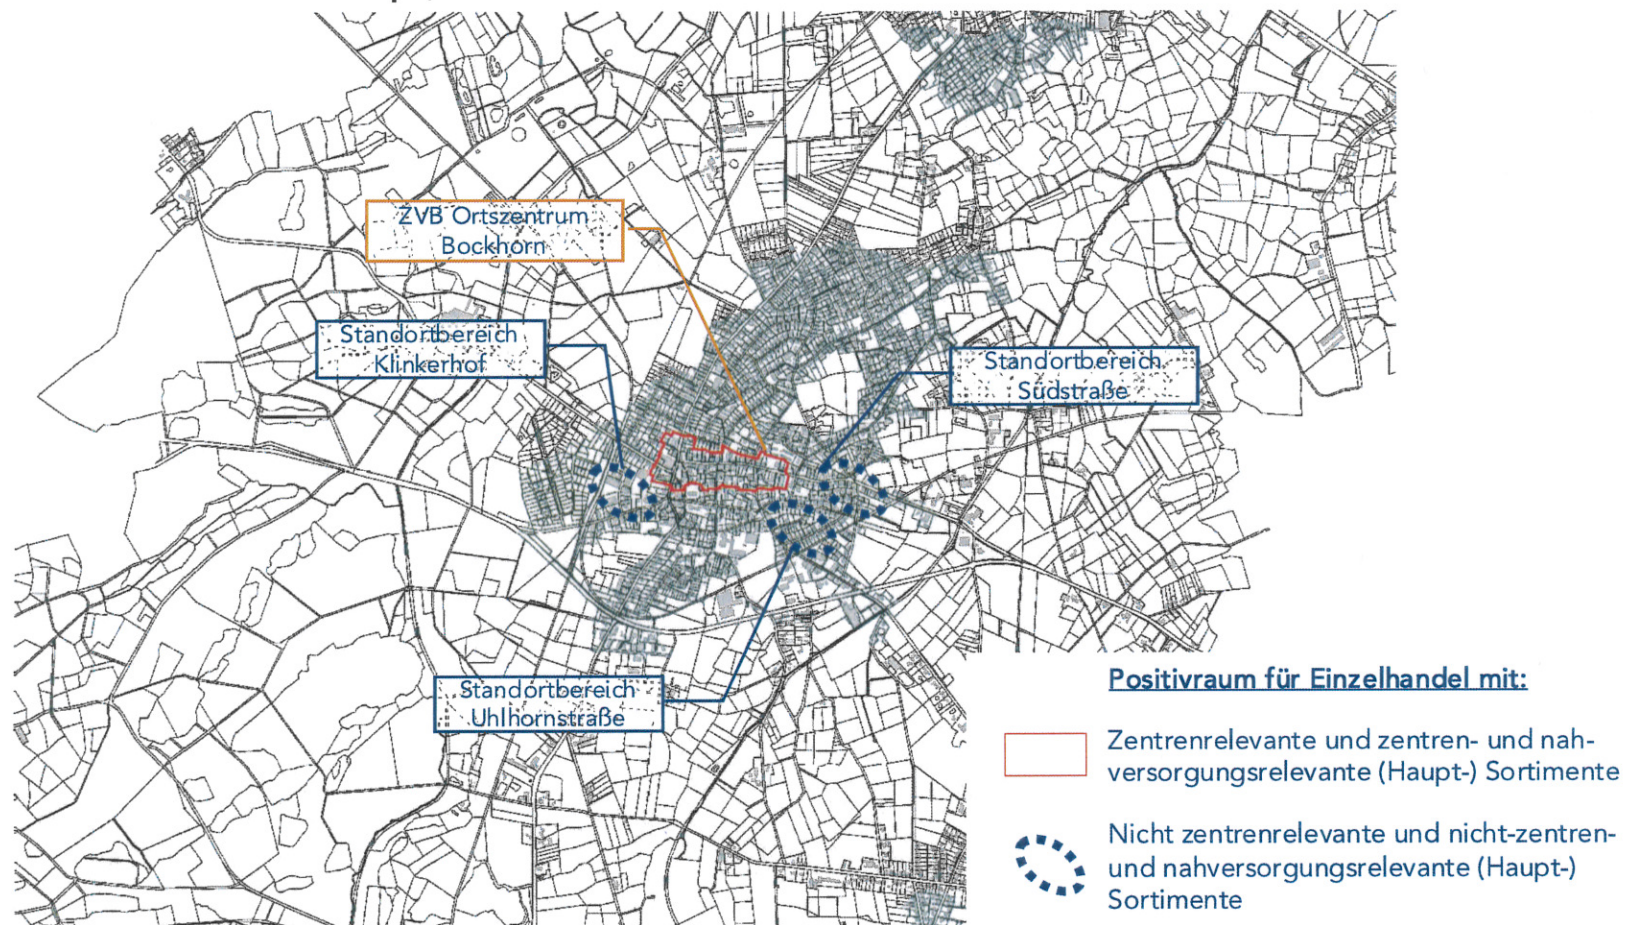 ZVB Ortszentrum
Bockhorn
Standortbereich
Klinkerhof
Standortbereich
Südstraße
Standortbereich
Uhlhornstraße
Positivraum für Einzelhandel mit:
Zentrenrelevante und zentren- und nah-
versorgungsrelevante (Haupt-) Sortimente
Nicht zentrenrelevante und nicht-zentren-
und nahversorgungsrelevante (Haupt-)
Sortimente